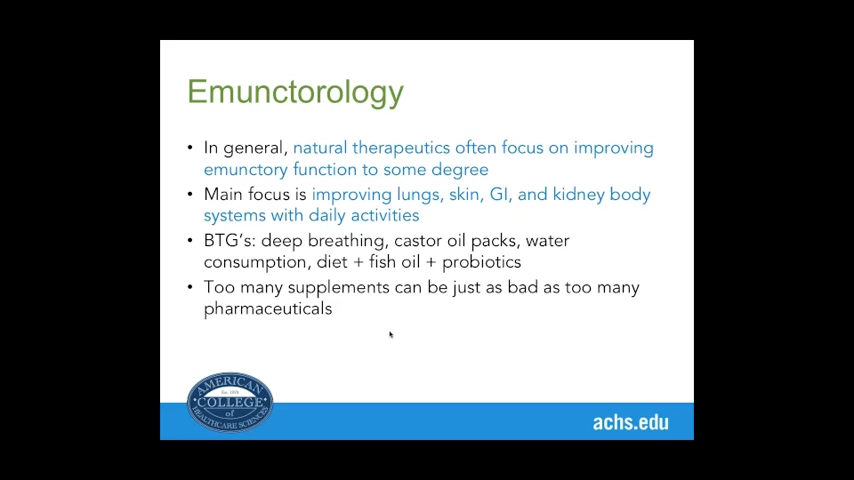 Emunctorology
• In general, natural therapeutics often focus on improving
emunctory function to some degree
• Main focus is improving lungs, skin, GI, and kidney body
systems with daily activities
• BTG's: deep breathing, castor oil packs, water
consumption, diet + fish oil + probiotics
• Too many supplements can be just as bad as too many
pharmaceuticals
AMERICAN
Est. 1978
COLLEGE
of
HEALTHCARE SCIENCES
achs.edu